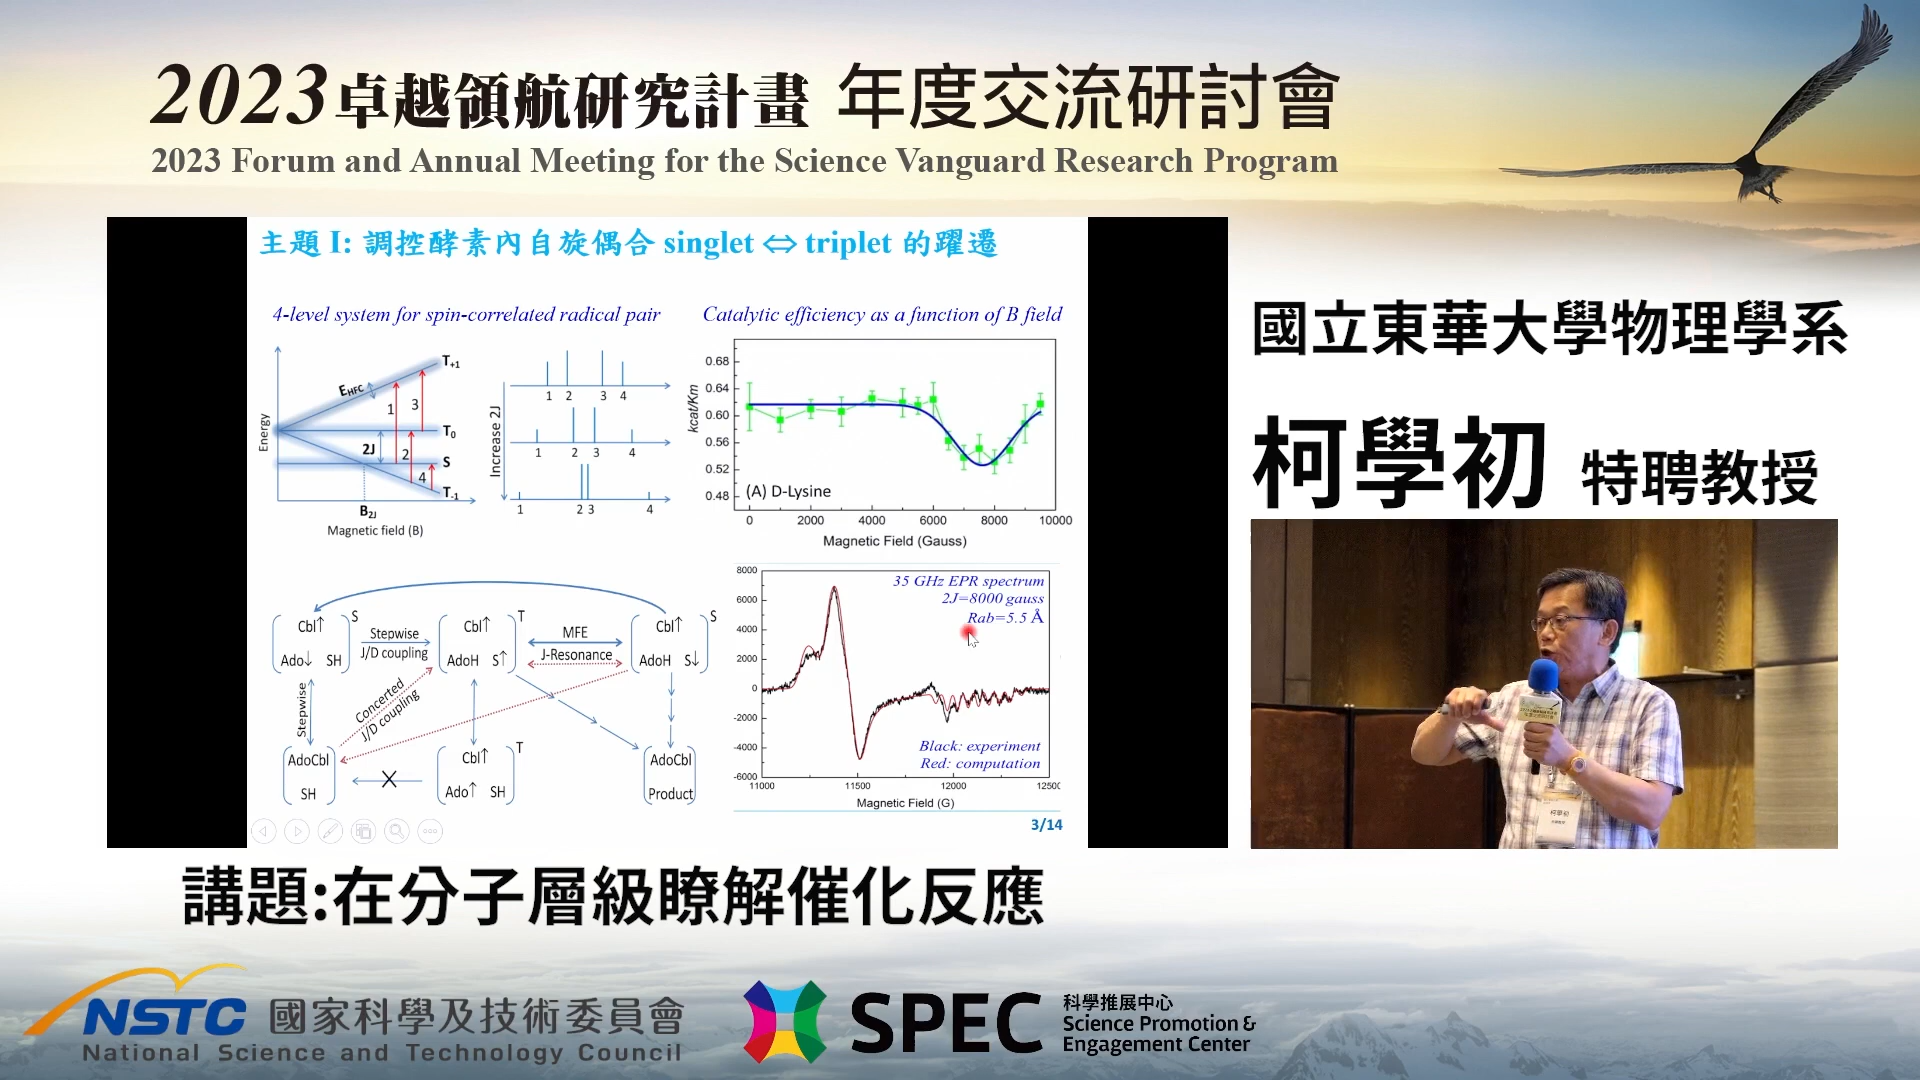 2023卓越領航研究計畫 年度交流研討會
2023 Forum and Annual Meeting for the Science Vanguard Research Program
主題 I: 調控酵素內自旋偶合 singlet ⇔ triplet 的躍遷
4-level system for spin-correlated radical pair
Energy
E_HFC
T+1
T0
S
T-1
2J
1
3
2
4
B2J
Magnetic field (B)
Increase 2J
1 2 3 4
1 2 3 4
1 2 3 4
Catalytic efficiency as a function of B field
kcat/Km
0.68
0.64
0.60
0.56
0.52
0.48
(A) D-Lysine
0 2000 4000 6000 8000 10000
Magnetic Field (Gauss)
Cbl↑
Ado↓ SH
S
Stepwise
J/D coupling
Cbl↑
AdoH S↑
T
MFE
J-Resonance
Cbl↑
AdoH S↓
S
Stepwise
Concerted
J/D coupling
AdoCbl
SH
X
Cbl↑
Ado↑ SH
T
AdoCbl
Product
8000
6000
4000
2000
0
-2000
-4000
-6000
35 GHz EPR spectrum
2J=8000 gauss
Rab=5.5 Å
Black: experiment
Red: computation
11000 11500 12000 1250
Magnetic Field (G)
3/14
國立東華大學物理學系
柯學初 特聘教授
柯學初
講題:在分子層級瞭解催化反應
NSTC 國家科學及技術委員會
National Science and Technology Council
SPEC 科學推展中心
Science Promotion &
Engagement Center